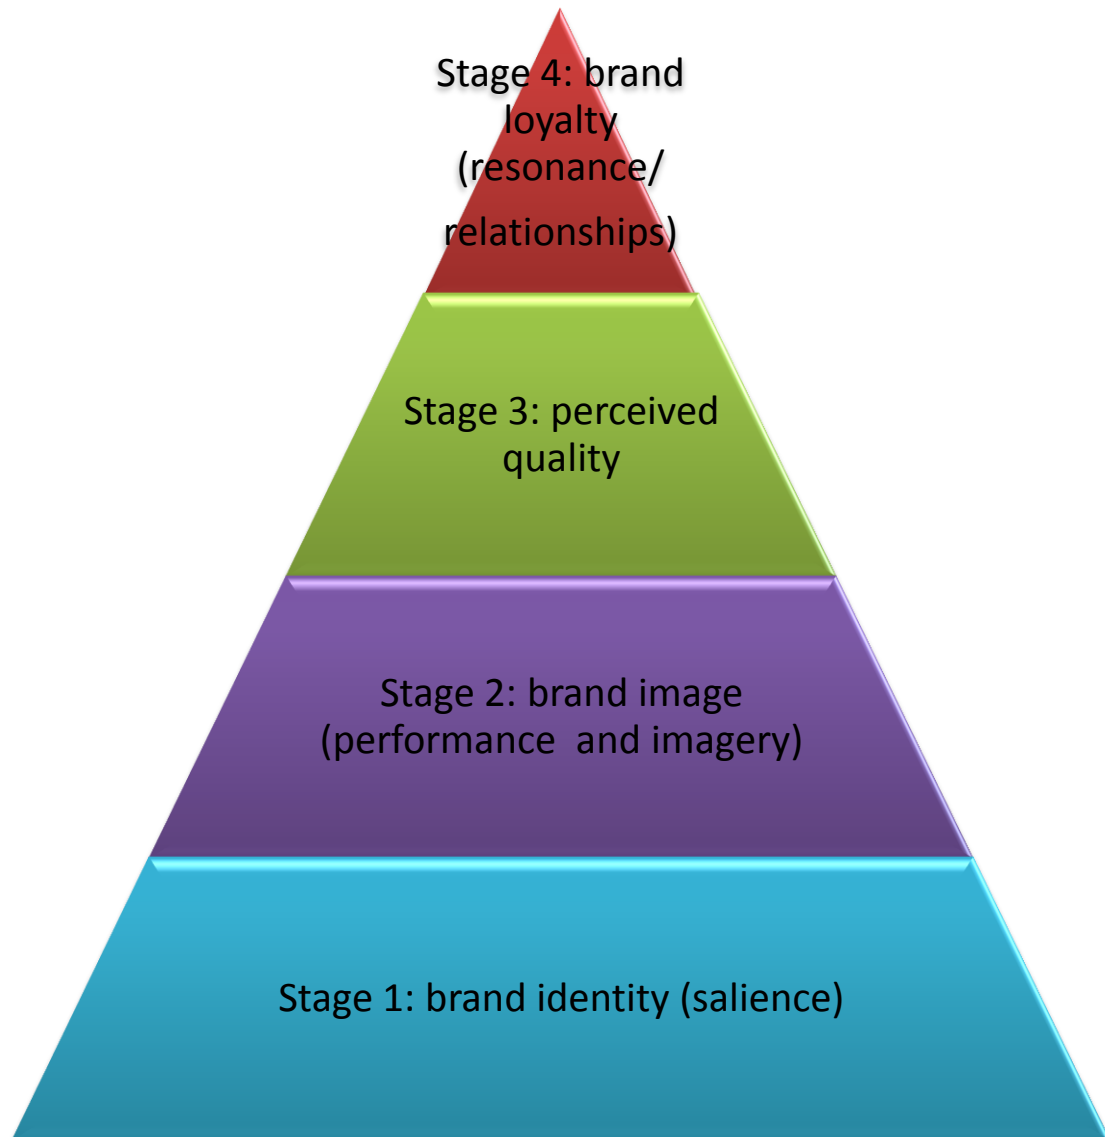 Stage 4: brand
loyalty
(resonance/
relationships)
Stage 3: perceived
quality
Stage 2: brand image
(performance  and imagery)
Stage 1: brand identity (salience)